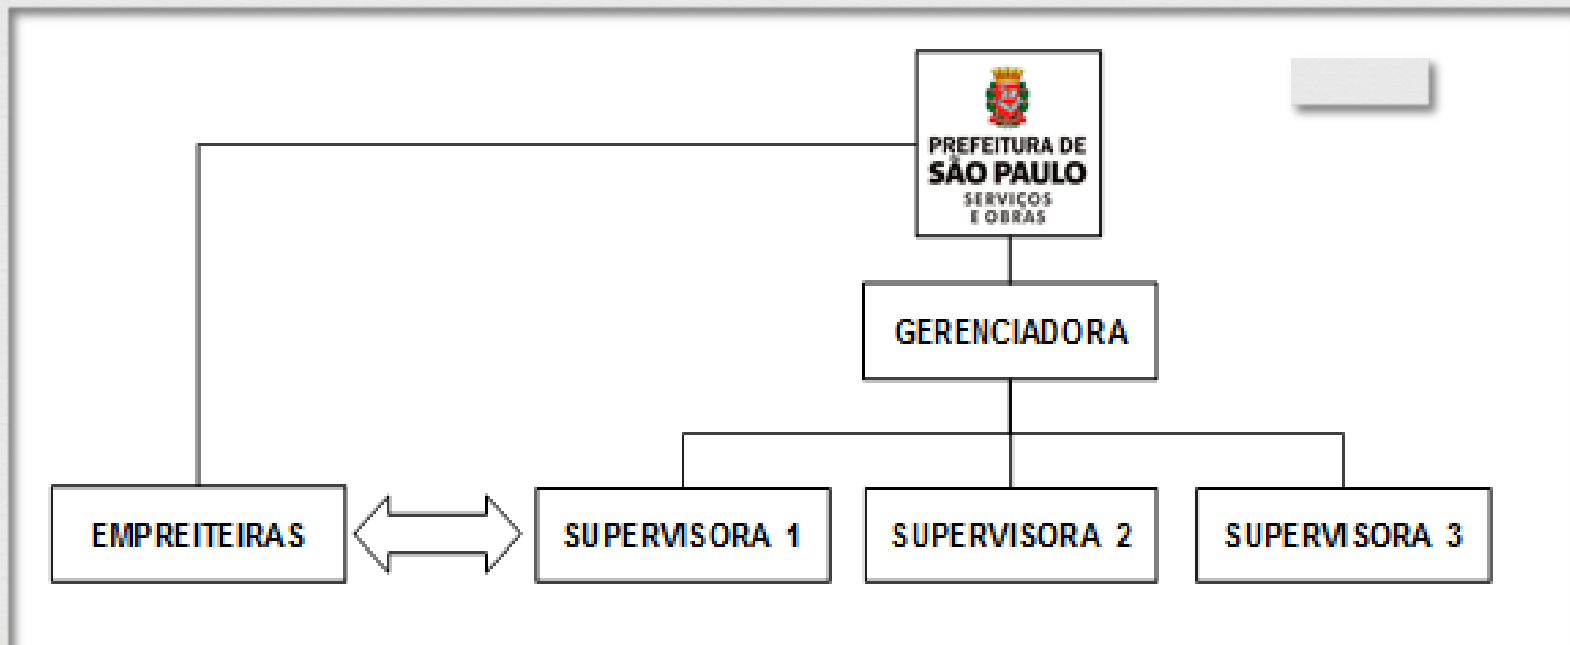 PREFEITURA DE
SÃO PAULO
SERVIÇOS
E OBRAS
GERENCIADORA
EMPREITEIRAS
SUPERVISORA 1
SUPERVISORA 2
SUPERVISORA 3